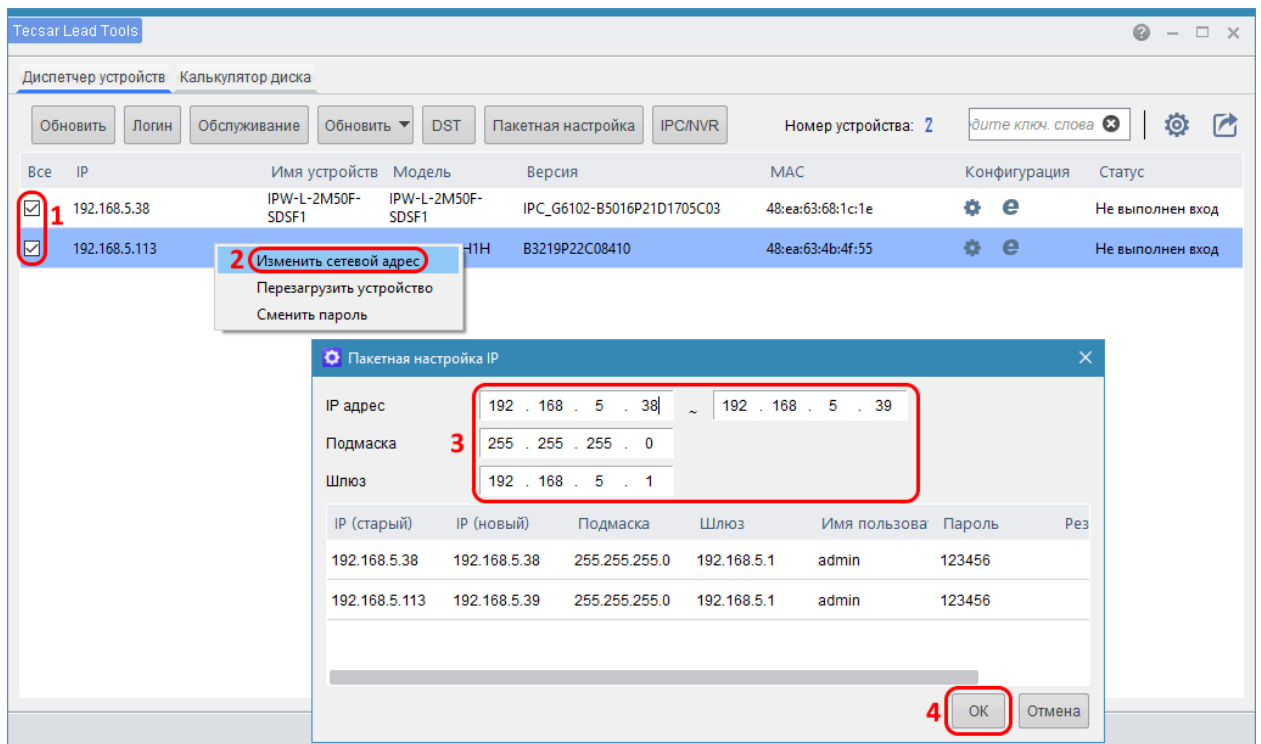 Tecsar Lead Tools
Диспетчер устройств Калькулятор диска
Обновить Логин Обслуживание Обновить DST Пакетная настройка IPC/NVR Номер устройства: 2 ключ. слова
Все IP Имя устройств Модель Версия MAC Конфигурация Статус
1 192.168.5.38 IPW-L-2M50F-SDSF1 IPW-L-2M50F-SDSF1 IPC_G6102-B5016P21D1705C03 48:ea:63:68:1c:1e Не выполнен вход
192.168.5.113 H1H B3219P22C08410 48:ea:63:4b:4f:55 Не выполнен вход
2 Изменить сетевой адрес
Перезагрузить устройство
Сменить пароль
Пакетная настройка IP
IP адрес 192 . 168 . 5 . 38 ~ 192 . 168 . 5 . 39
Подмаска 3 255 . 255 . 255 . 0
Шлюз 192 . 168 . 5 . 1
IP (старый) IP (новый) Подмаска Шлюз Имя пользова Пароль Рез
192.168.5.38 192.168.5.38 255.255.255.0 192.168.5.1 admin 123456
192.168.5.113 192.168.5.39 255.255.255.0 192.168.5.1 admin 123456
4 OK Отмена